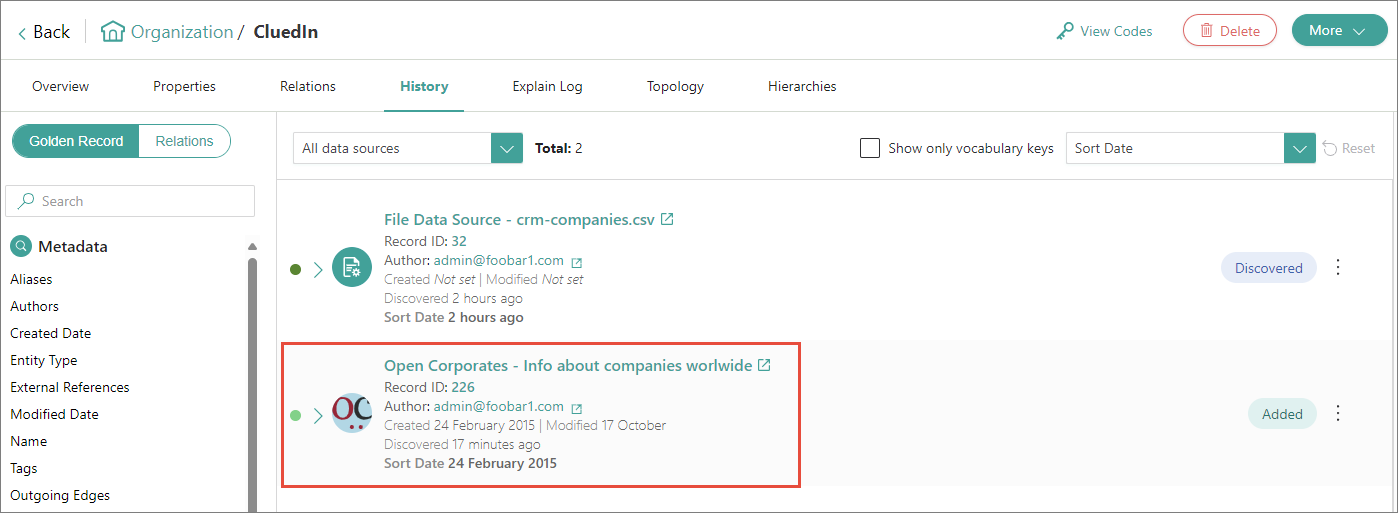 Back
Organization / CluedIn
View Codes
Delete
More
Overview
Properties
Relations
History
Explain Log
Topology
Hierarchies
Golden Record
Relations
All data sources
Total: 2
Show only vocabulary keys
Sort Date
Reset
Search
Metadata
Aliases
Authors
Created Date
Entity Type
External References
Modified Date
Name
Tags
Outgoing Edges
File Data Source - crm-companies.csv
Record ID: 32
Author: admin@foobar1.com
Created Not set | Modified Not set
Discovered 2 hours ago
Sort Date 2 hours ago
Discovered
OC
Open Corporates - Info about companies worlwide
Record ID: 226
Author: admin@foobar1.com
Created 24 February 2015 | Modified 17 October
Discovered 17 minutes ago
Sort Date 24 February 2015
Added